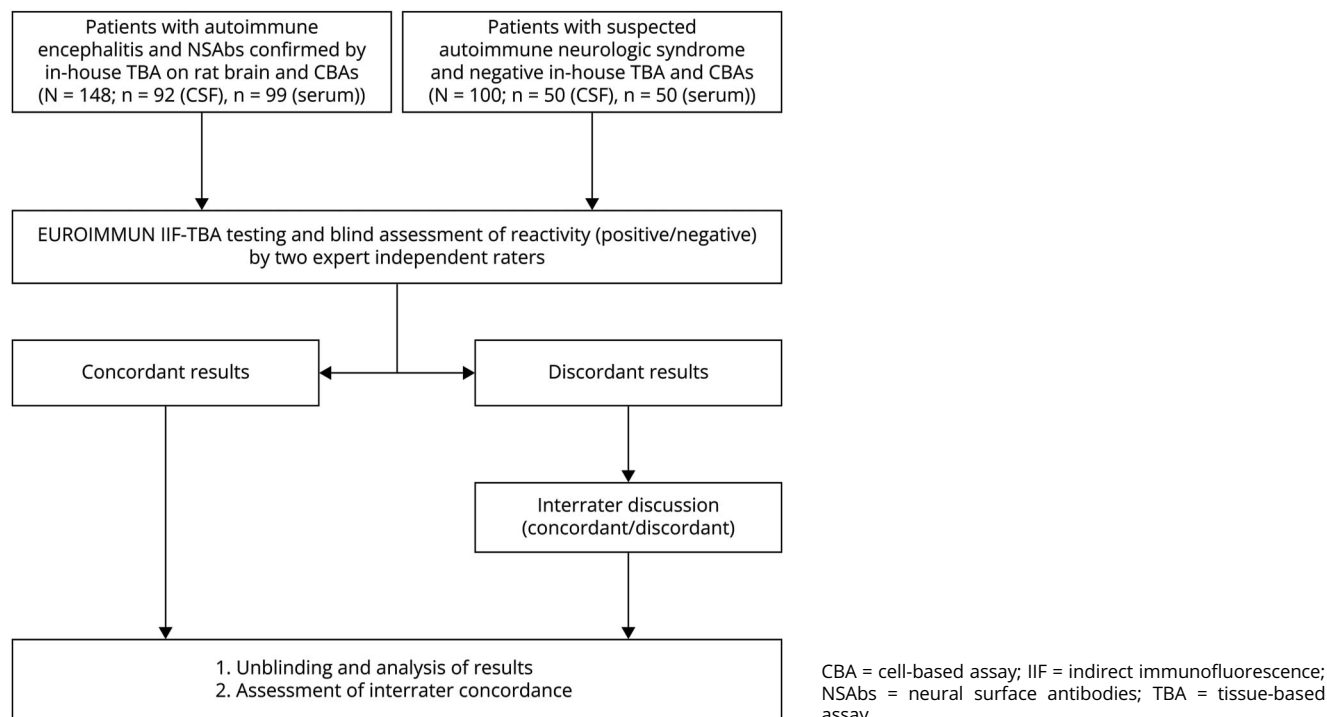 Patients with autoimmune
encephalitis and NSAbs confirmed by
in-house TBA on rat brain and CBAs
(N = 148; n = 92 (CSF), n = 99 (serum))
Patients with suspected
autoimmune neurologic syndrome
and negative in-house TBA and CBAs
(N = 100; n = 50 (CSF), n = 50 (serum))
EUROIMMUN IIF-TBA testing and blind assessment of reactivity (positive/negative)
by two expert independent raters
Concordant results
Discordant results
Interrater discussion
(concordant/discordant)
1. Unblinding and analysis of results
2. Assessment of interrater concordance
CBA = cell-based assay; IIF = indirect immunofluorescence;
NSAbs = neural surface antibodies; TBA = tissue-based
assay